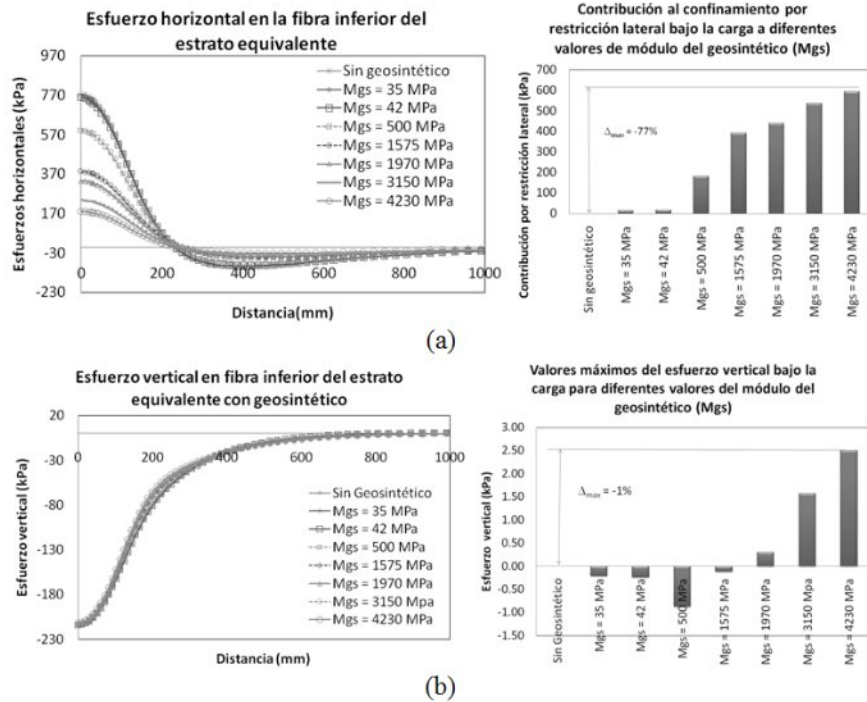 Esfuerzo horizontal en la fibra inferior del
estrato equivalente
970
770
570
370
170
-30
-230
Esfuerzos horizontales (kPa)
Sin geosintético
Mgs = 35 MPa
Mgs = 42 MPa
Mgs = 500 MPa
Mgs = 1575 MPa
Mgs = 1970 MPa
Mgs = 3150 MPa
Mgs = 4230 MPa
0
200
400
600
800
1000
Distancia(mm)
Contribución al confinamiento por
restricción lateral bajo la carga a diferentes
valores de módulo del geosintético (Mgs)
Contribución por restricción lateral (kPa)
700
600
500
400
300
200
100
0
Δmax = -77%
Sin geosintético
Mgs = 35 MPa
Mgs = 42 MPa
Mgs = 500 MPa
Mgs = 1575 MPa
Mgs = 1970 MPa
Mgs = 3150 MPa
Mgs = 4230 MPa
(a)
Esfuerzo vertical en fibra inferior del estrato
equivalente con geosintético
20
-30
-80
-130
-180
-230
Esfuerzo vertical (kPa)
0
200
400
600
800
1000
Sin Geosintético
Mgs = 35 MPa
Mgs = 42 MPa
Mgs = 500 MPa
Mgs = 1575 MPa
Mgs = 1970 MPa
Mgs = 3150 Mpa
Mgs = 4230 MPa
Distancia (mm)
Valores máximos del esfuerzo vertical bajo la
carga para diferentes valores del módulo del
geosintético (Mgs)
Esfuerzo vertical (kPa)
3.00
2.50
2.00
1.50
1.00
0.50
0.00
-0.50
-1.00
-1.50
Δmax = -1%
Sin Geosintético
Mgs = 35 MPa
Mgs = 42 MPa
Mgs = 500 MPa
Mgs = 1575 MPa
Mgs = 1970 MPa
Mgs = 3150 Mpa
Mgs = 4230 MPa
(b)